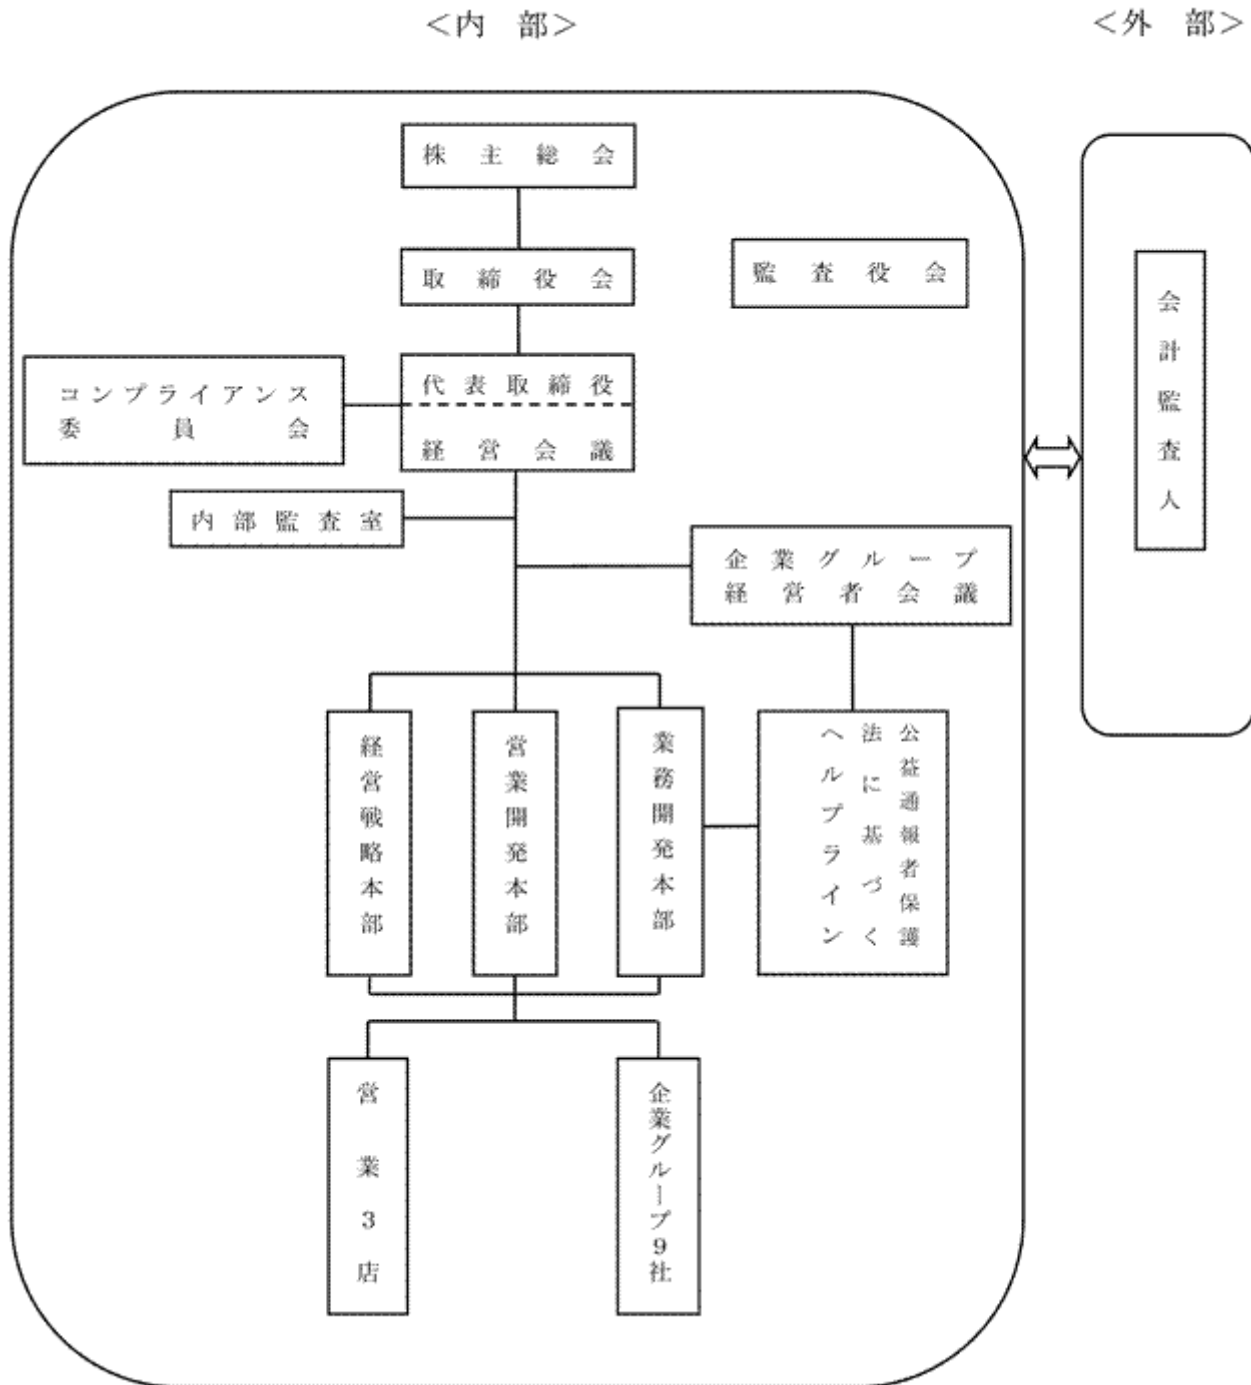 ＜内　部＞
＜外　部＞
株主総会
取締役会
監査役会
会計監査人
コンプライアンス
委員会
代表取締役
経営会議
内部監査室
企業グループ
経営者会議
経営戦略本部
営業開発本部
業務開発本部
公益通報者保護
法に基づく
ヘルプライン
営業3店
企業グループ9社